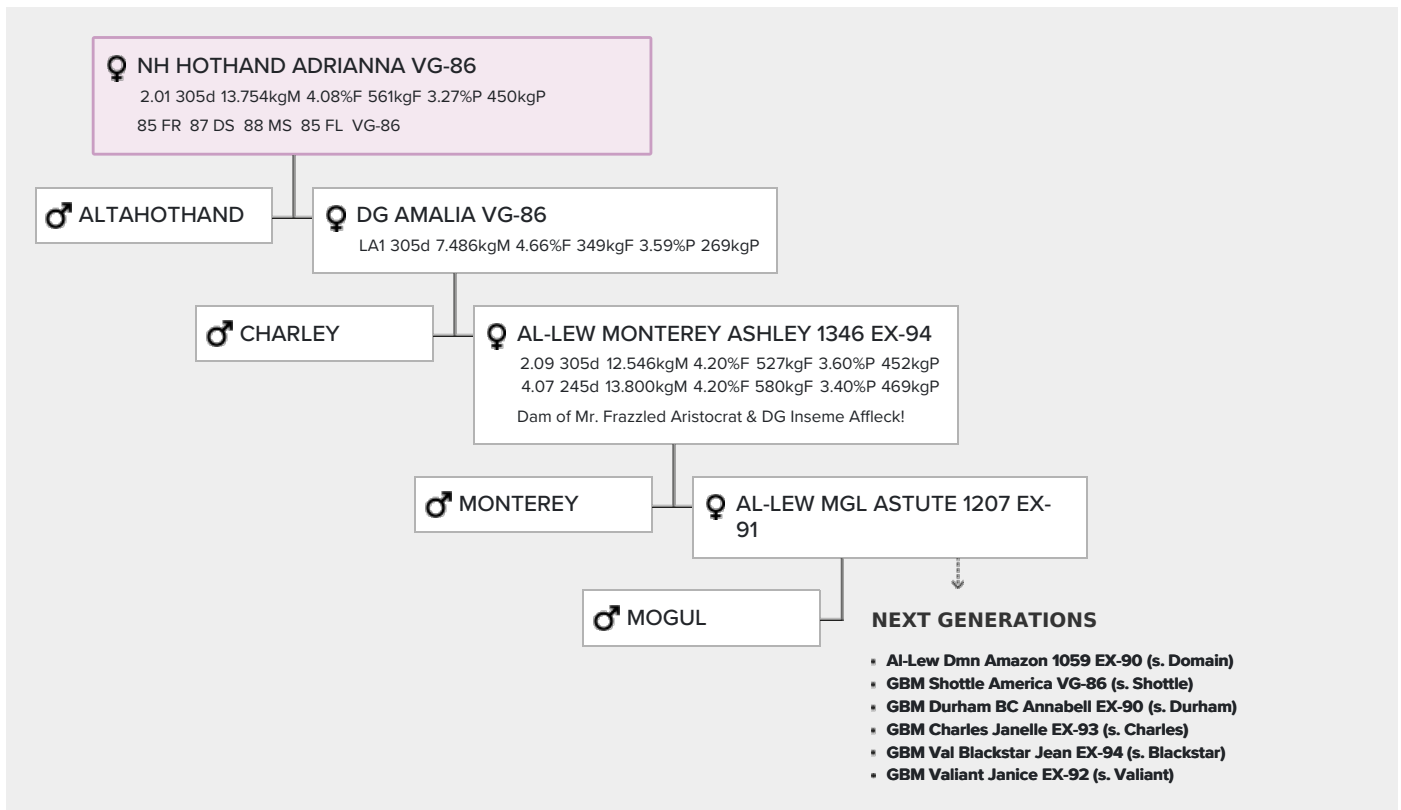 NH HOTHAND ADRIANNA VG-86
2.01 305d 13.754kgM 4.08%F 561kgF 3.27%P 450kgP
85 FR 87 DS 88 MS 85 FL VG-86
ALTAHOTHAND
DG AMALIA VG-86
LA1 305d 7.486kgM 4.66%F 349kgF 3.59%P 269kgP
CHARLEY
AL-LEW MONTEREY ASHLEY 1346 EX-94
2.09 305d 12.546kgM 4.20%F 527kgF 3.60%P 452kgP
4.07 245d 13.800kgM 4.20%F 580kgF 3.40%P 469kgP
Dam of Mr. Frazzled Aristocrat & DG Inseme Affleck!
MONTEREY
AL-LEW MGL ASTUTE 1207 EX-
91
MOGUL
NEXT GENERATIONS
Al-Lew Dmn Amazon 1059 EX-90 (s. Domain)
GBM Shottle America VG-86 (s. Shottle)
GBM Durham BC Annabell EX-90 (s. Durham)
GBM Charles Janelle EX-93 (s. Charles)
GBM Val Blackstar Jean EX-94 (s. Blackstar)
GBM Valiant Janice EX-92 (s. Valiant)